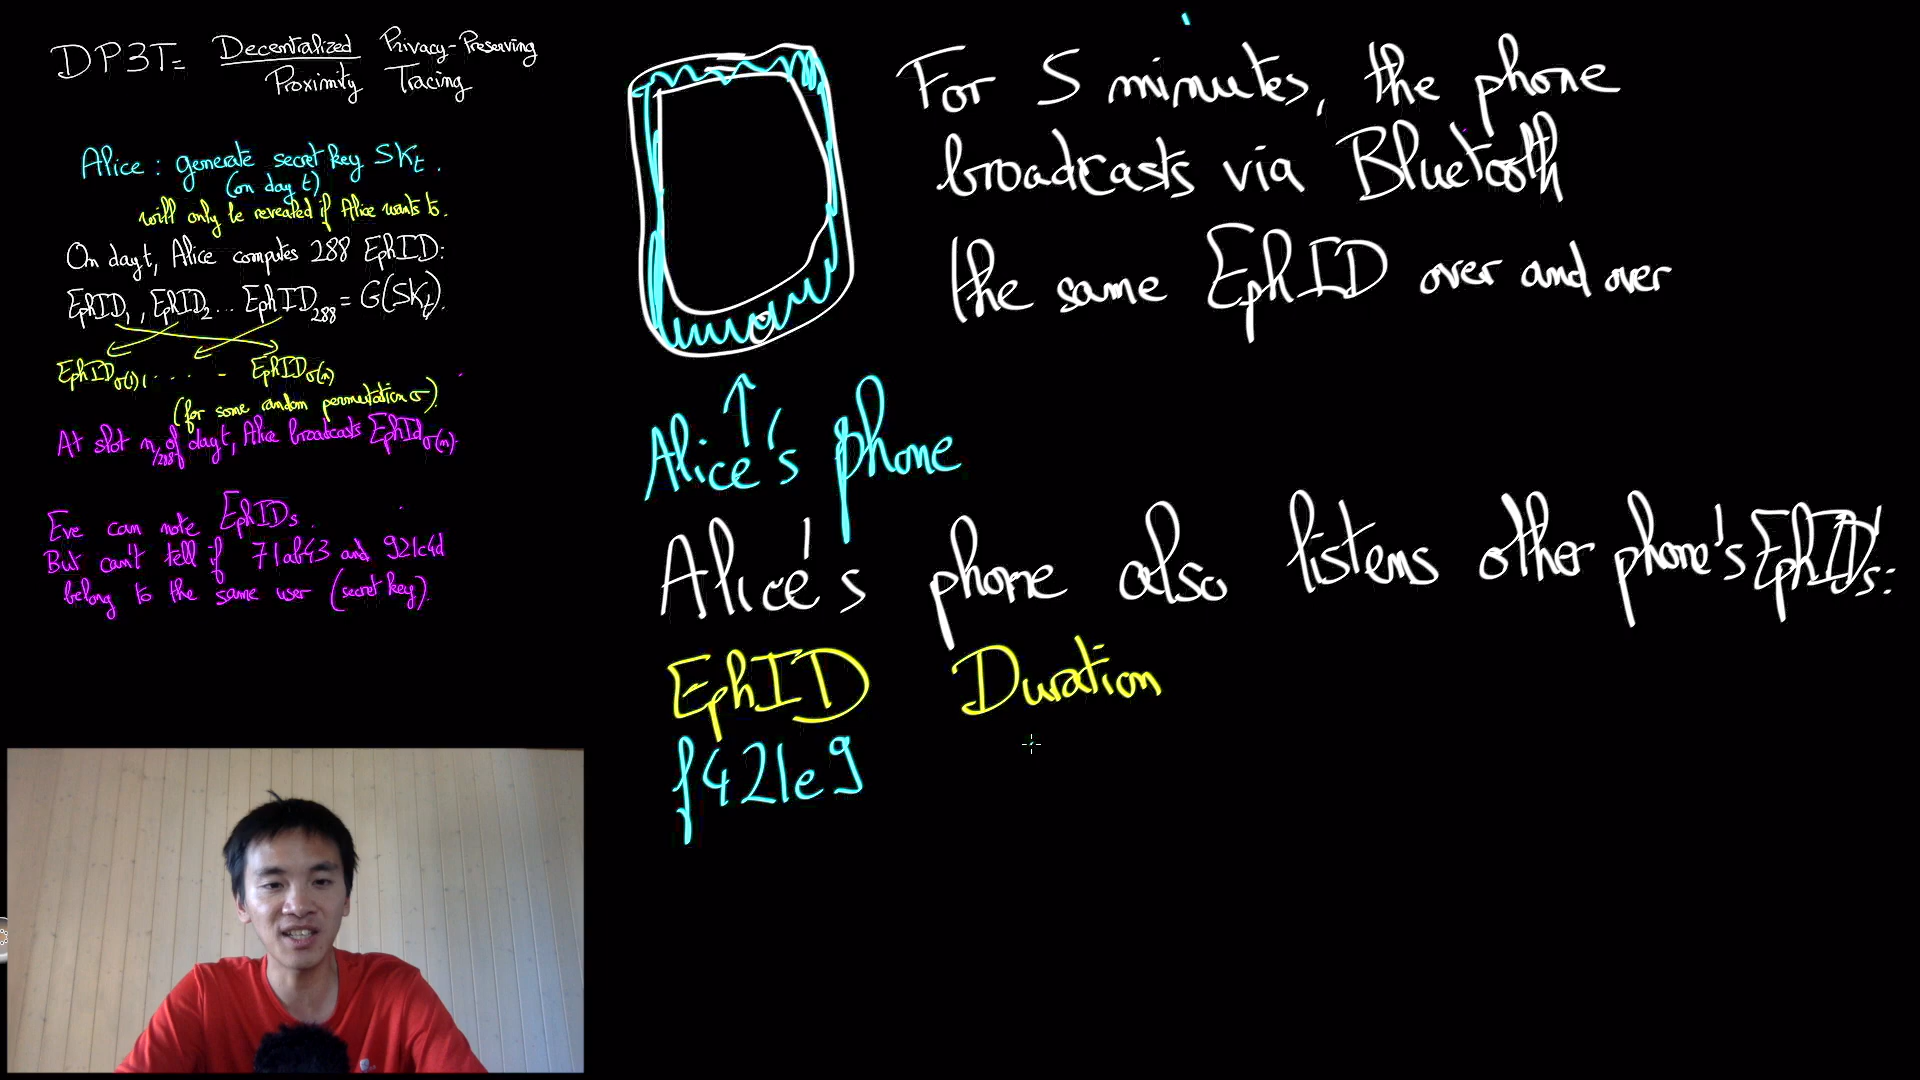 DP3T = Decentralized Privacy-Preserving
Proximity Tracing
Alice : generate secret key SKt.
(on day t)
will only be revealed if Alice wants to.
On day t, Alice computes 288 EphID:
EphID1, EphID2 ... EphID288 = G(SKt).
EphIDσ(1), ... - EphIDσ(n)
(for some random permutation σ).
At slot n/288 of day t, Alice broadcasts EphIdσ(n).
Eve can note EphIDs.
But can't tell if 71ab43 and 921c4d
belong to the same user (secret key).
For 5 minutes, the phone
broadcasts via Bluetooth
the same EphID over and over
Alice's phone
Alice's phone also listens other phone's EphIDs:
EphID Duration
f421e9